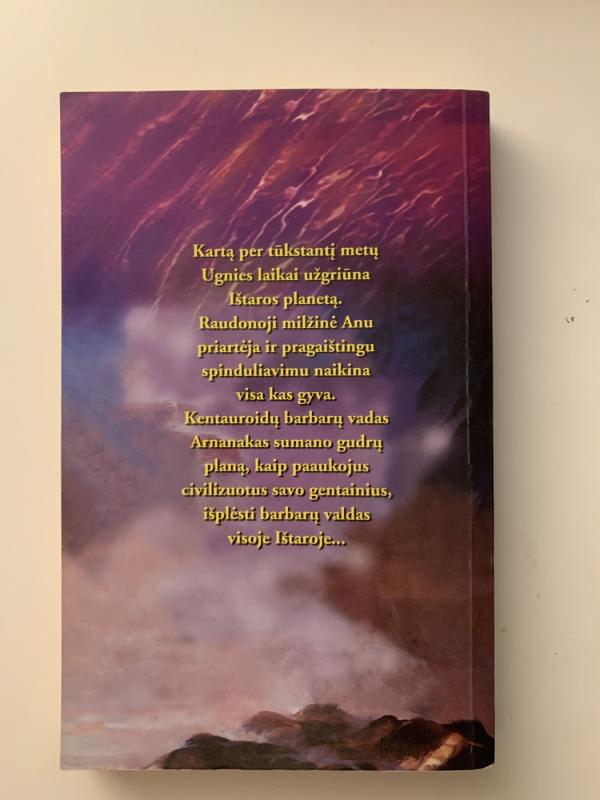 Kartą per tūkstantį metų
Ugnies laikai užgriūna
Ištaros planetą.
Raudonoji milžinė Anu
priartėja ir pragaištingu
spinduliavimu naikina
visa kas gyva.
Kentauroidų barbarų vadas
Arnanakas sumano gudrų
planą, kaip paaukojus
civilizuotus savo gentainius,
išplėsti barbarų valdas
visoje Ištaroje...